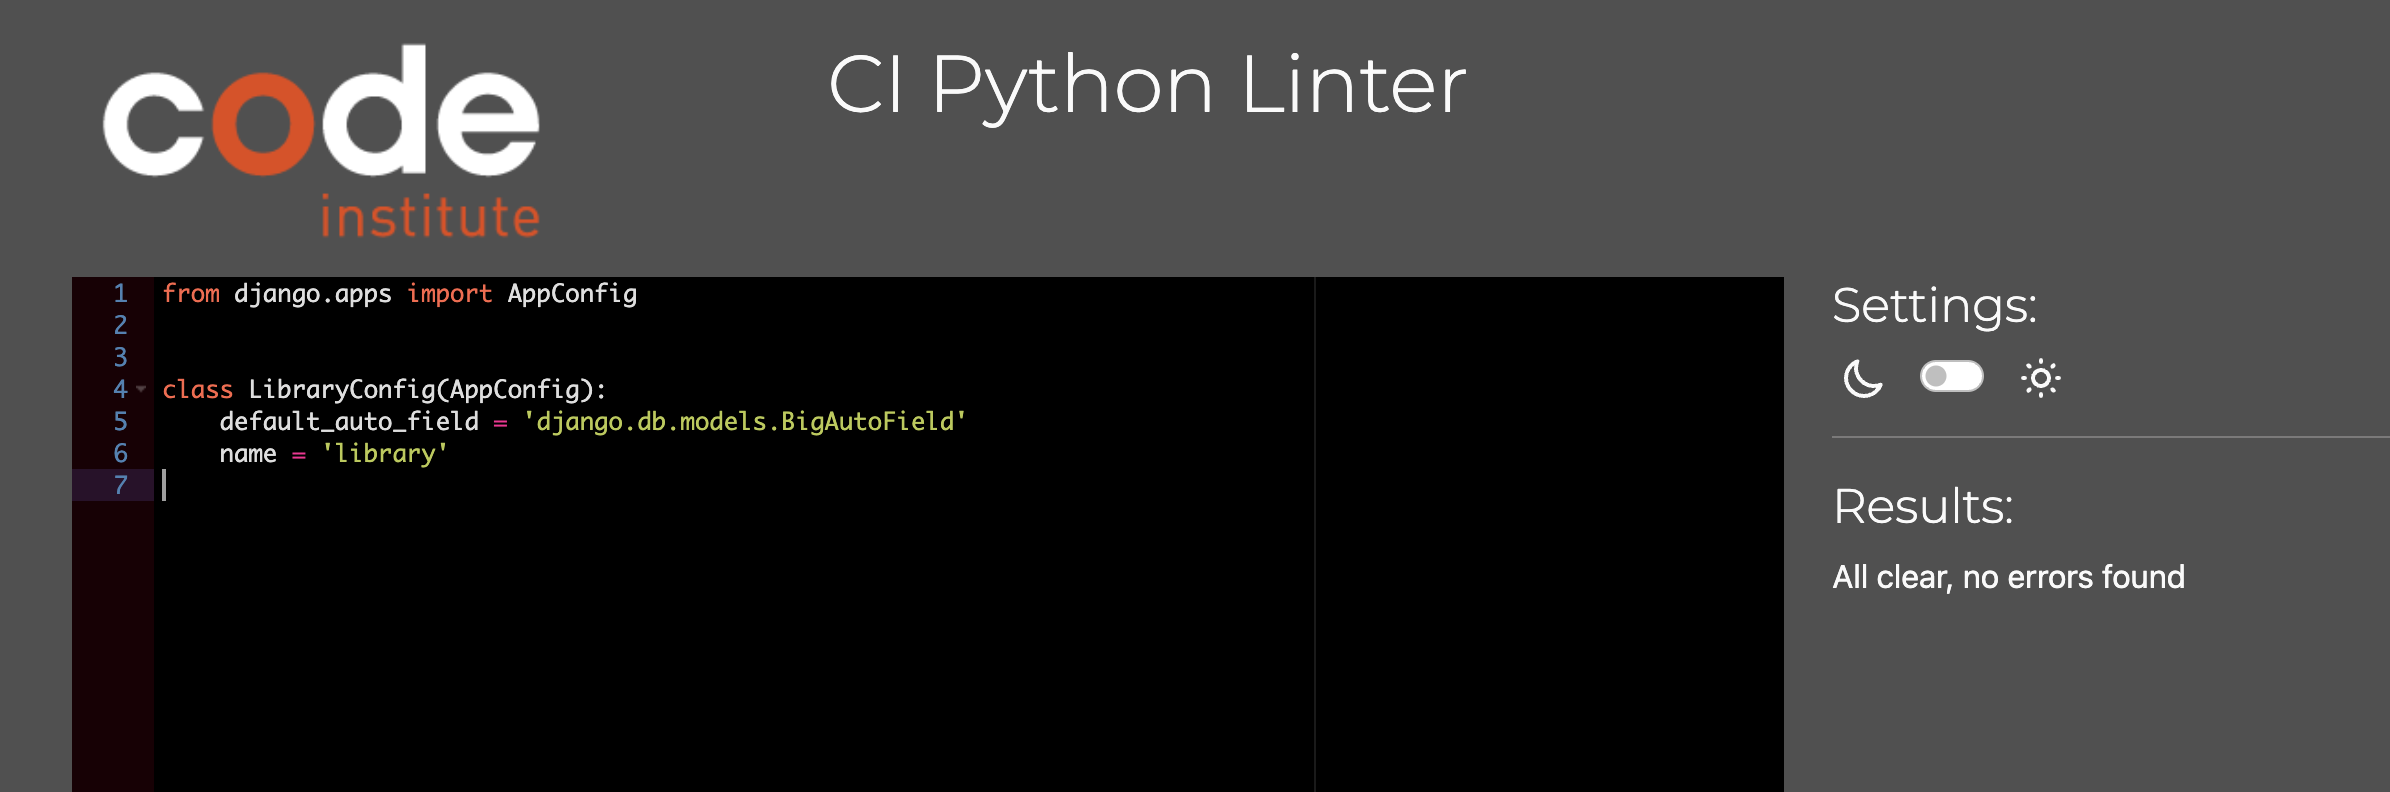 code
institute
CI Python Linter
1 from django.apps import AppConfig
2
3
4 class LibraryConfig(AppConfig):
5     default_auto_field = 'django.db.models.BigAutoField'
6     name = 'library'
7
Settings:
Results:
All clear, no errors found